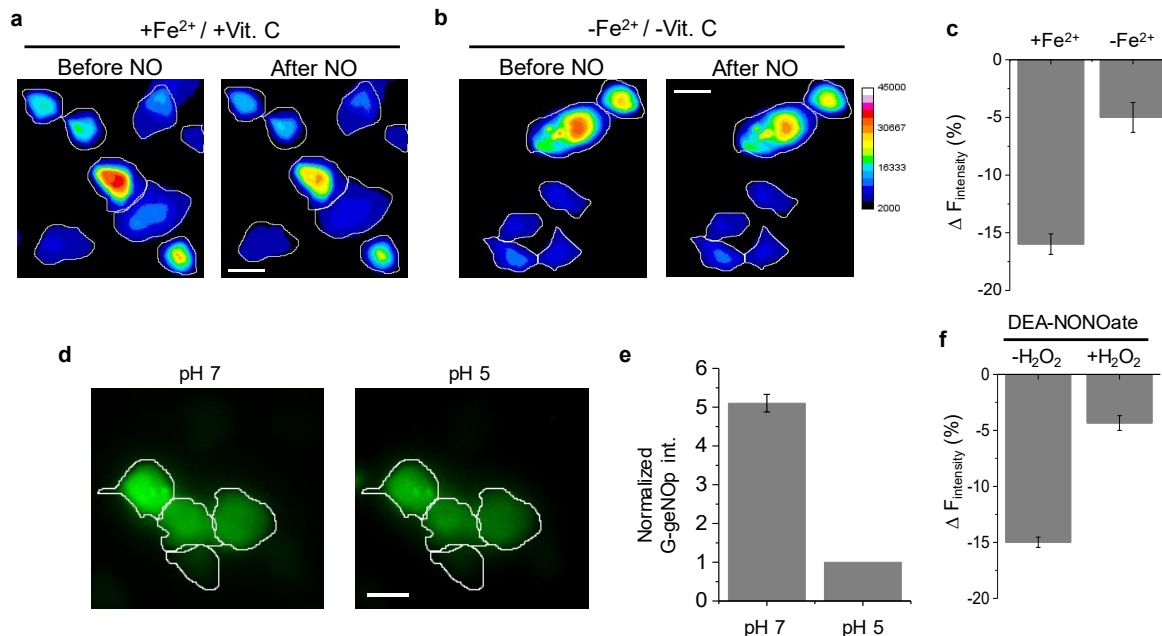 a
+Fe²⁺ / +Vit. C
Before NO
After NO
b
-Fe²⁺/ -Vit. C
Before NO
After NO
45000
30667
16333
2000
c
+Fe²⁺
-Fe²⁺
0
-5
-10
-15
-20
Δ F intensity (%)
d
pH 7
pH 5
e
6
5
4
3
2
1
0
Normalized
G-geNOp int.
pH 7
pH 5
f
DEA-NONOate
-H₂O₂
+H₂O₂
0
-5
-10
-15
-20
Δ F intensity (%)